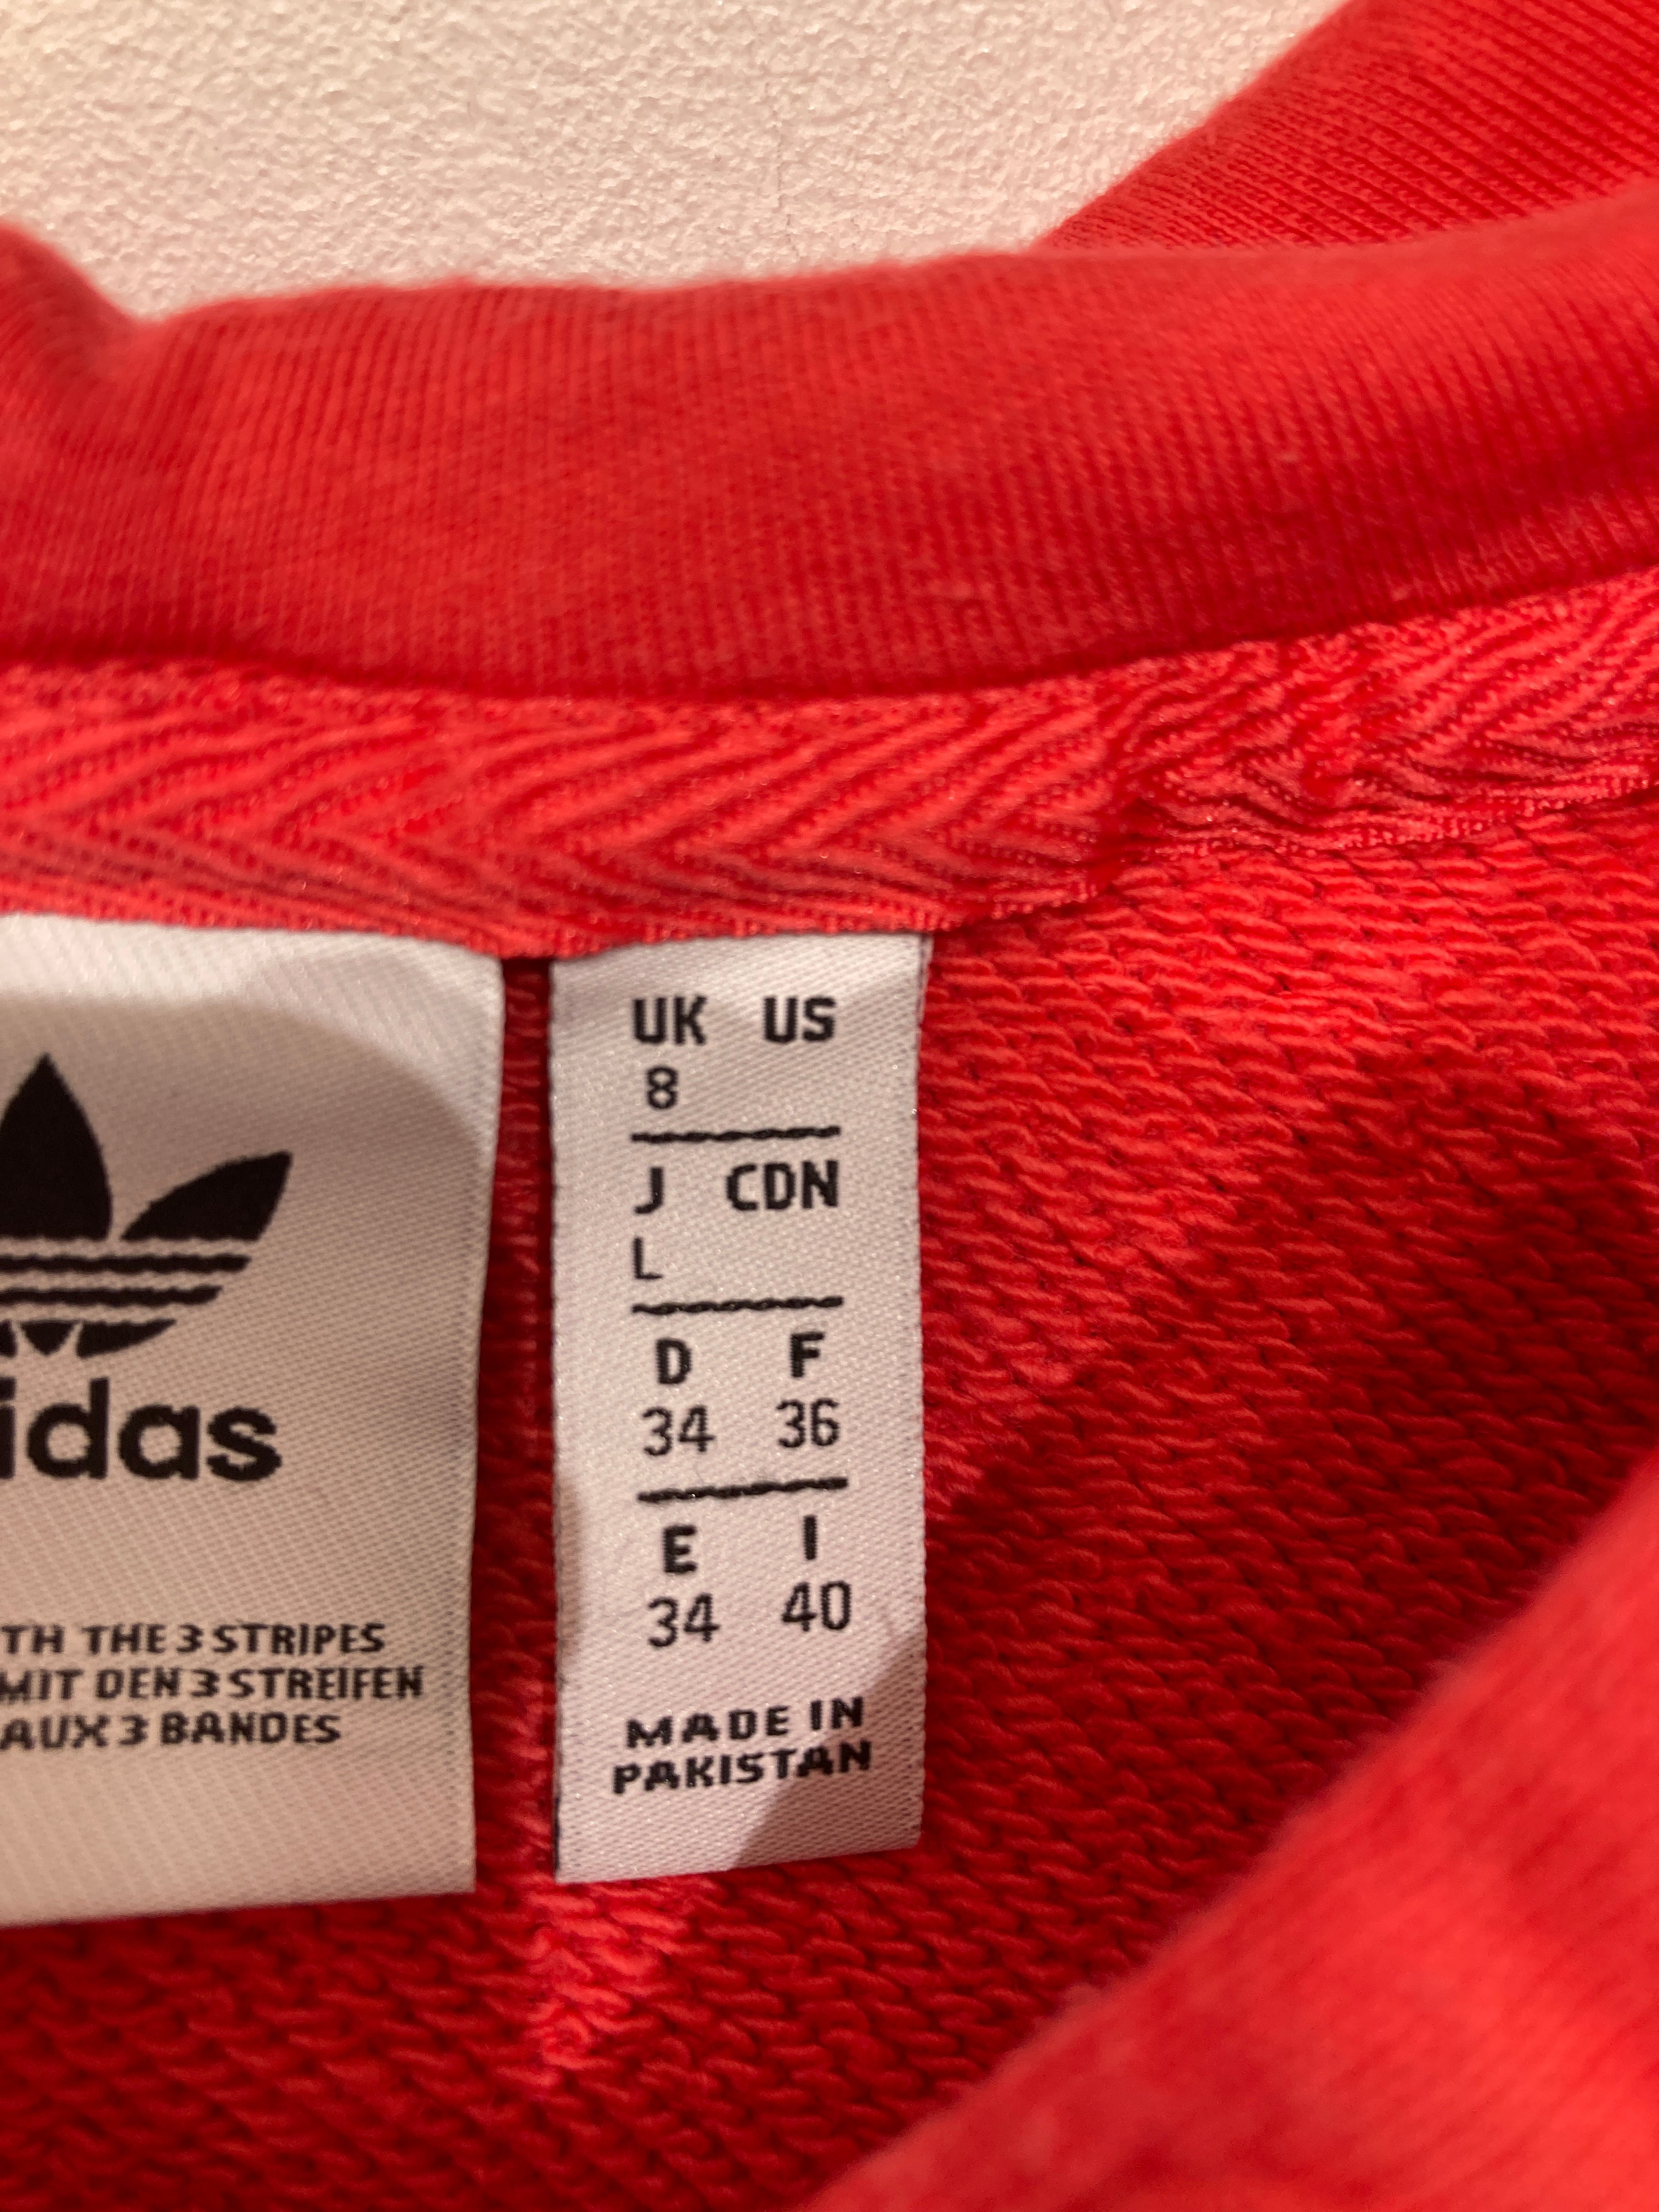 idas
TH THE 3 STRIPES
MIT DEN 3 STREIFEN
AUX 3 BANDES
UK US
8
J CDN
L
D F
34 36
E I
34 40
MADE IN
PAKISTAN